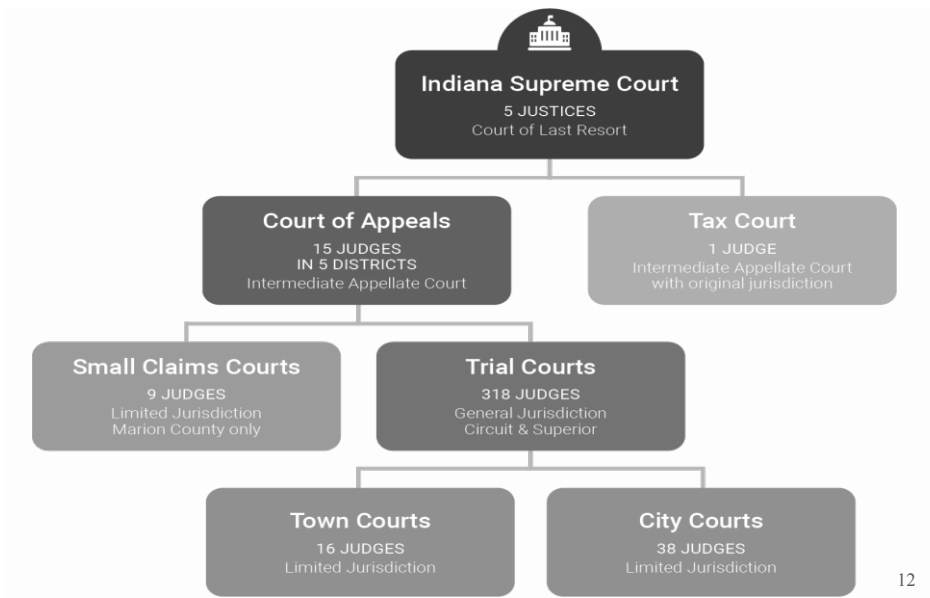 Indiana Supreme Court
5 JUSTICES
Court of Last Resort
Court of Appeals
15 JUDGES
IN 5 DISTRICTS
Intermediate Appellate Court
Tax Court
1 JUDGE
Intermediate Appellate Court
with original jurisdiction
Small Claims Courts
9 JUDGES
Limited Jurisdiction
Marion County only
Trial Courts
318 JUDGES
General Jurisdiction
Circuit & Superior
Town Courts
16 JUDGES
Limited Jurisdiction
City Courts
38 JUDGES
Limited Jurisdiction
12